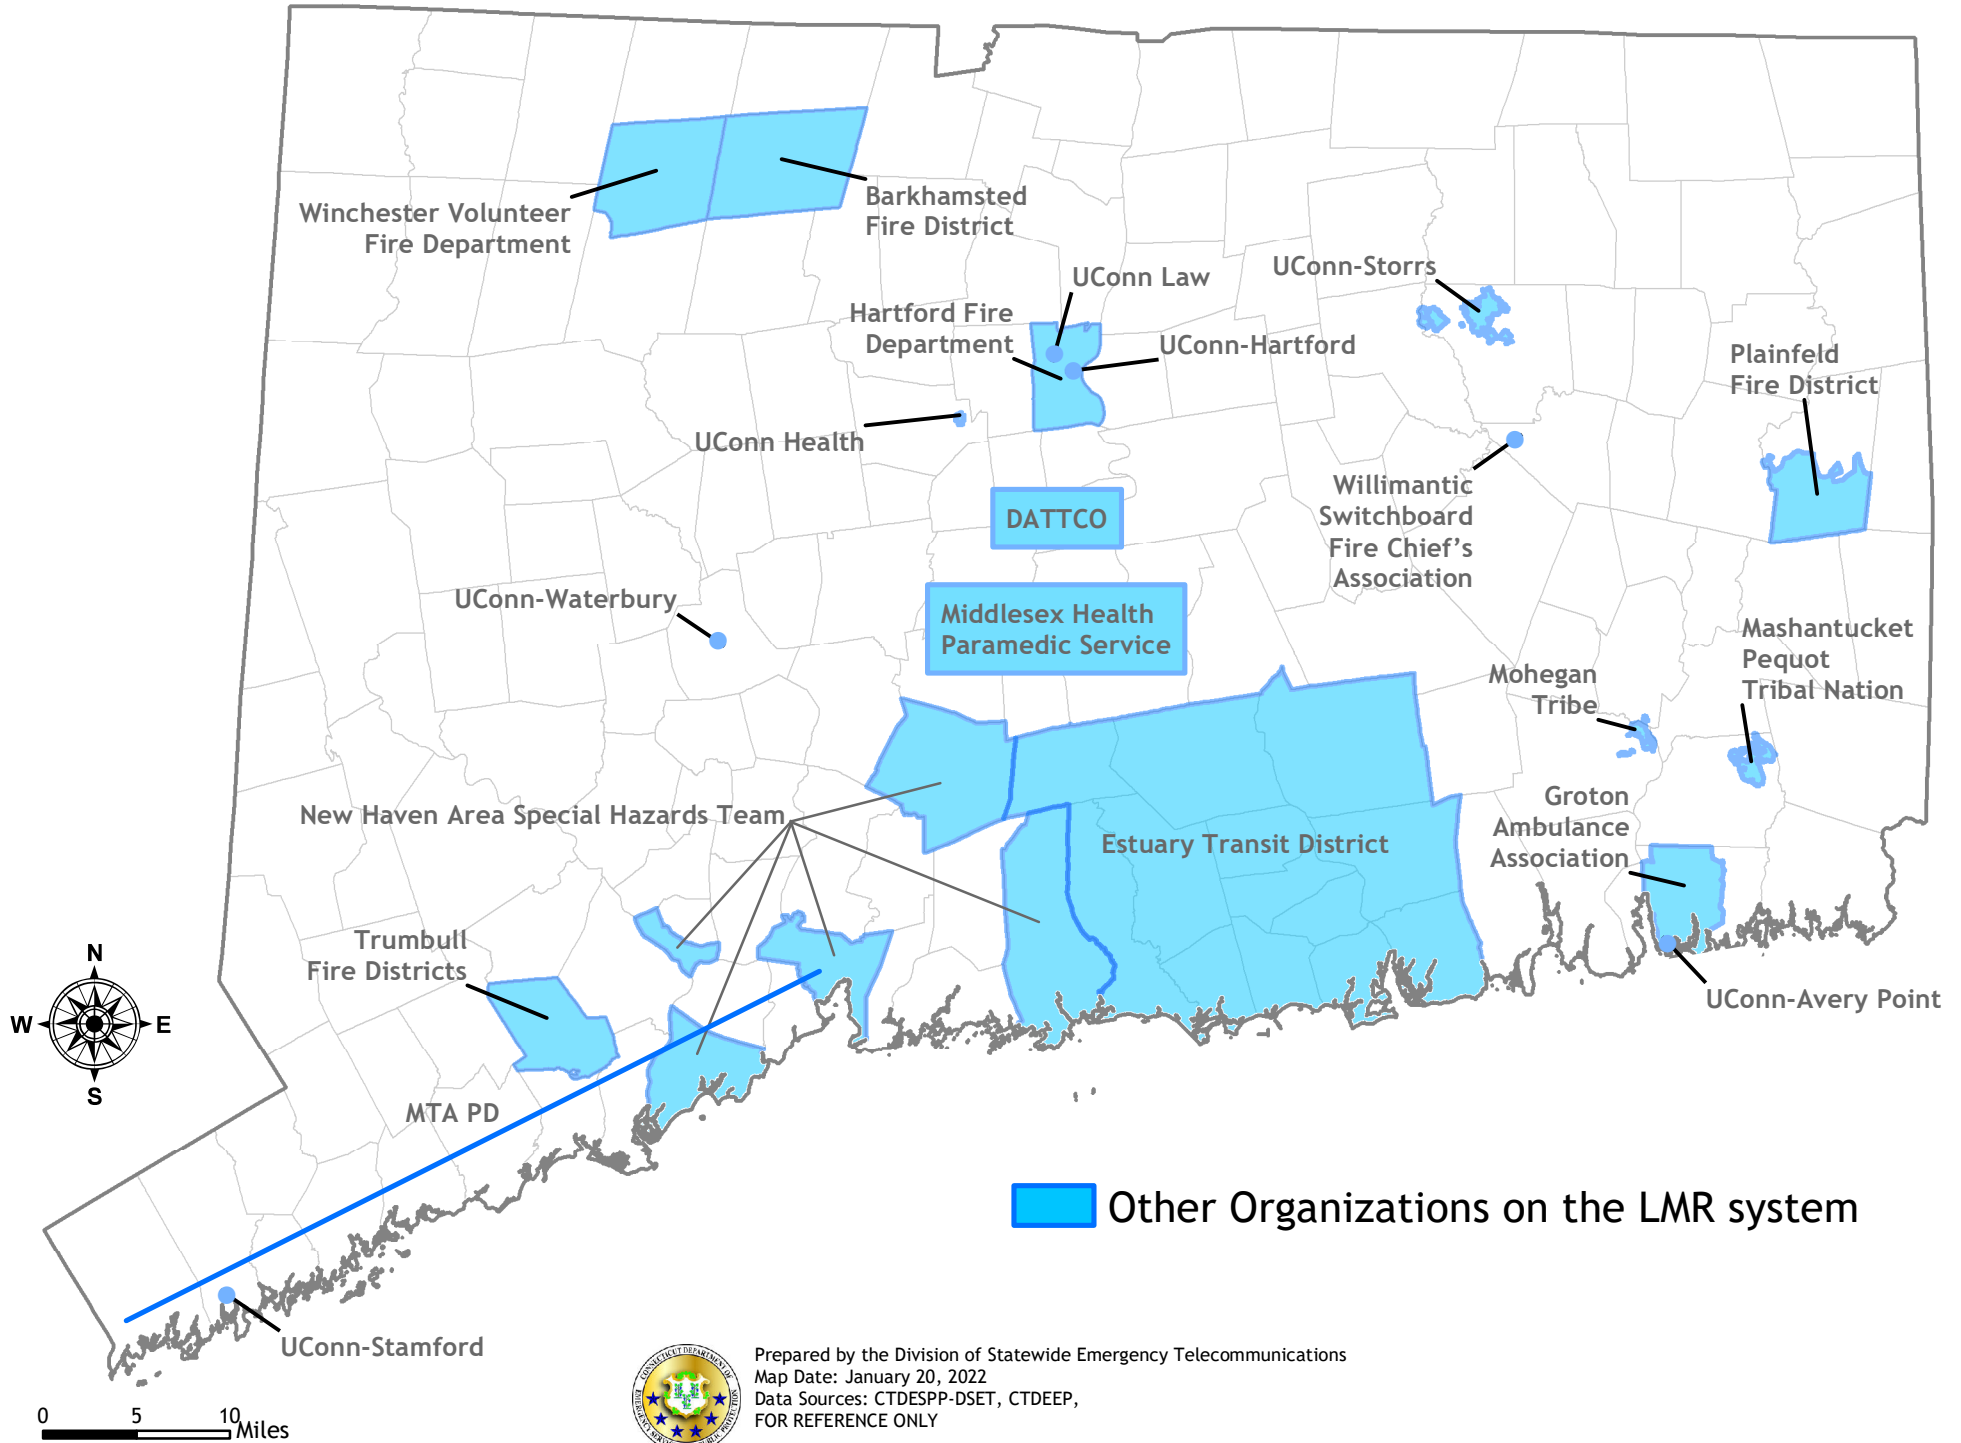 Winchester Volunteer
Fire Department
Barkhamsted
Fire District
UConn Law
UConn-Storrs
Hartford Fire
Department
UConn-Hartford
Plainfeld
Fire District
UConn Health
Willimantic
Switchboard
Fire Chief’s
Association
DATTCO
UConn-Waterbury
Middlesex Health
Paramedic Service
Mashantucket
Pequot
Tribal Nation
Mohegan
Tribe
New Haven Area Special Hazards Team
Estuary Transit District
Groton
Ambulance
Association
Trumbull
Fire Districts
N
W
E
S
UConn-Avery Point
MTA PD
Other Organizations on the LMR system
UConn-Stamford
0 5 10 Miles
Prepared by the Division of Statewide Emergency Telecommunications
Map Date: January 20, 2022
Data Sources: CTDESPP-DSET, CTDEEP,
FOR REFERENCE ONLY